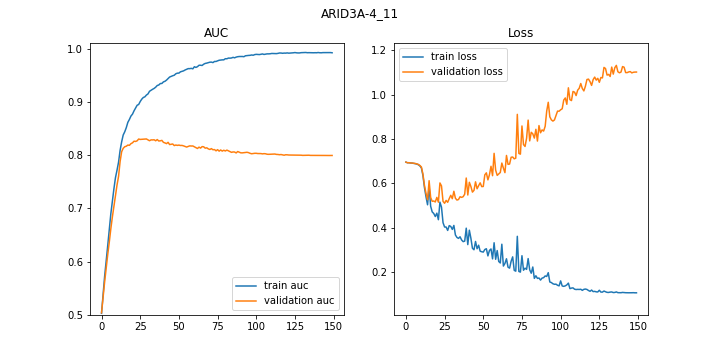 ARID3A-4_11
AUC
1.0
0.9
0.8
0.7
0.6
0.5
0 25 50 75 100 125 150
train auc
validation auc
Loss
1.2
1.0
0.8
0.6
0.4
0.2
0 25 50 75 100 125 150
train loss
validation loss